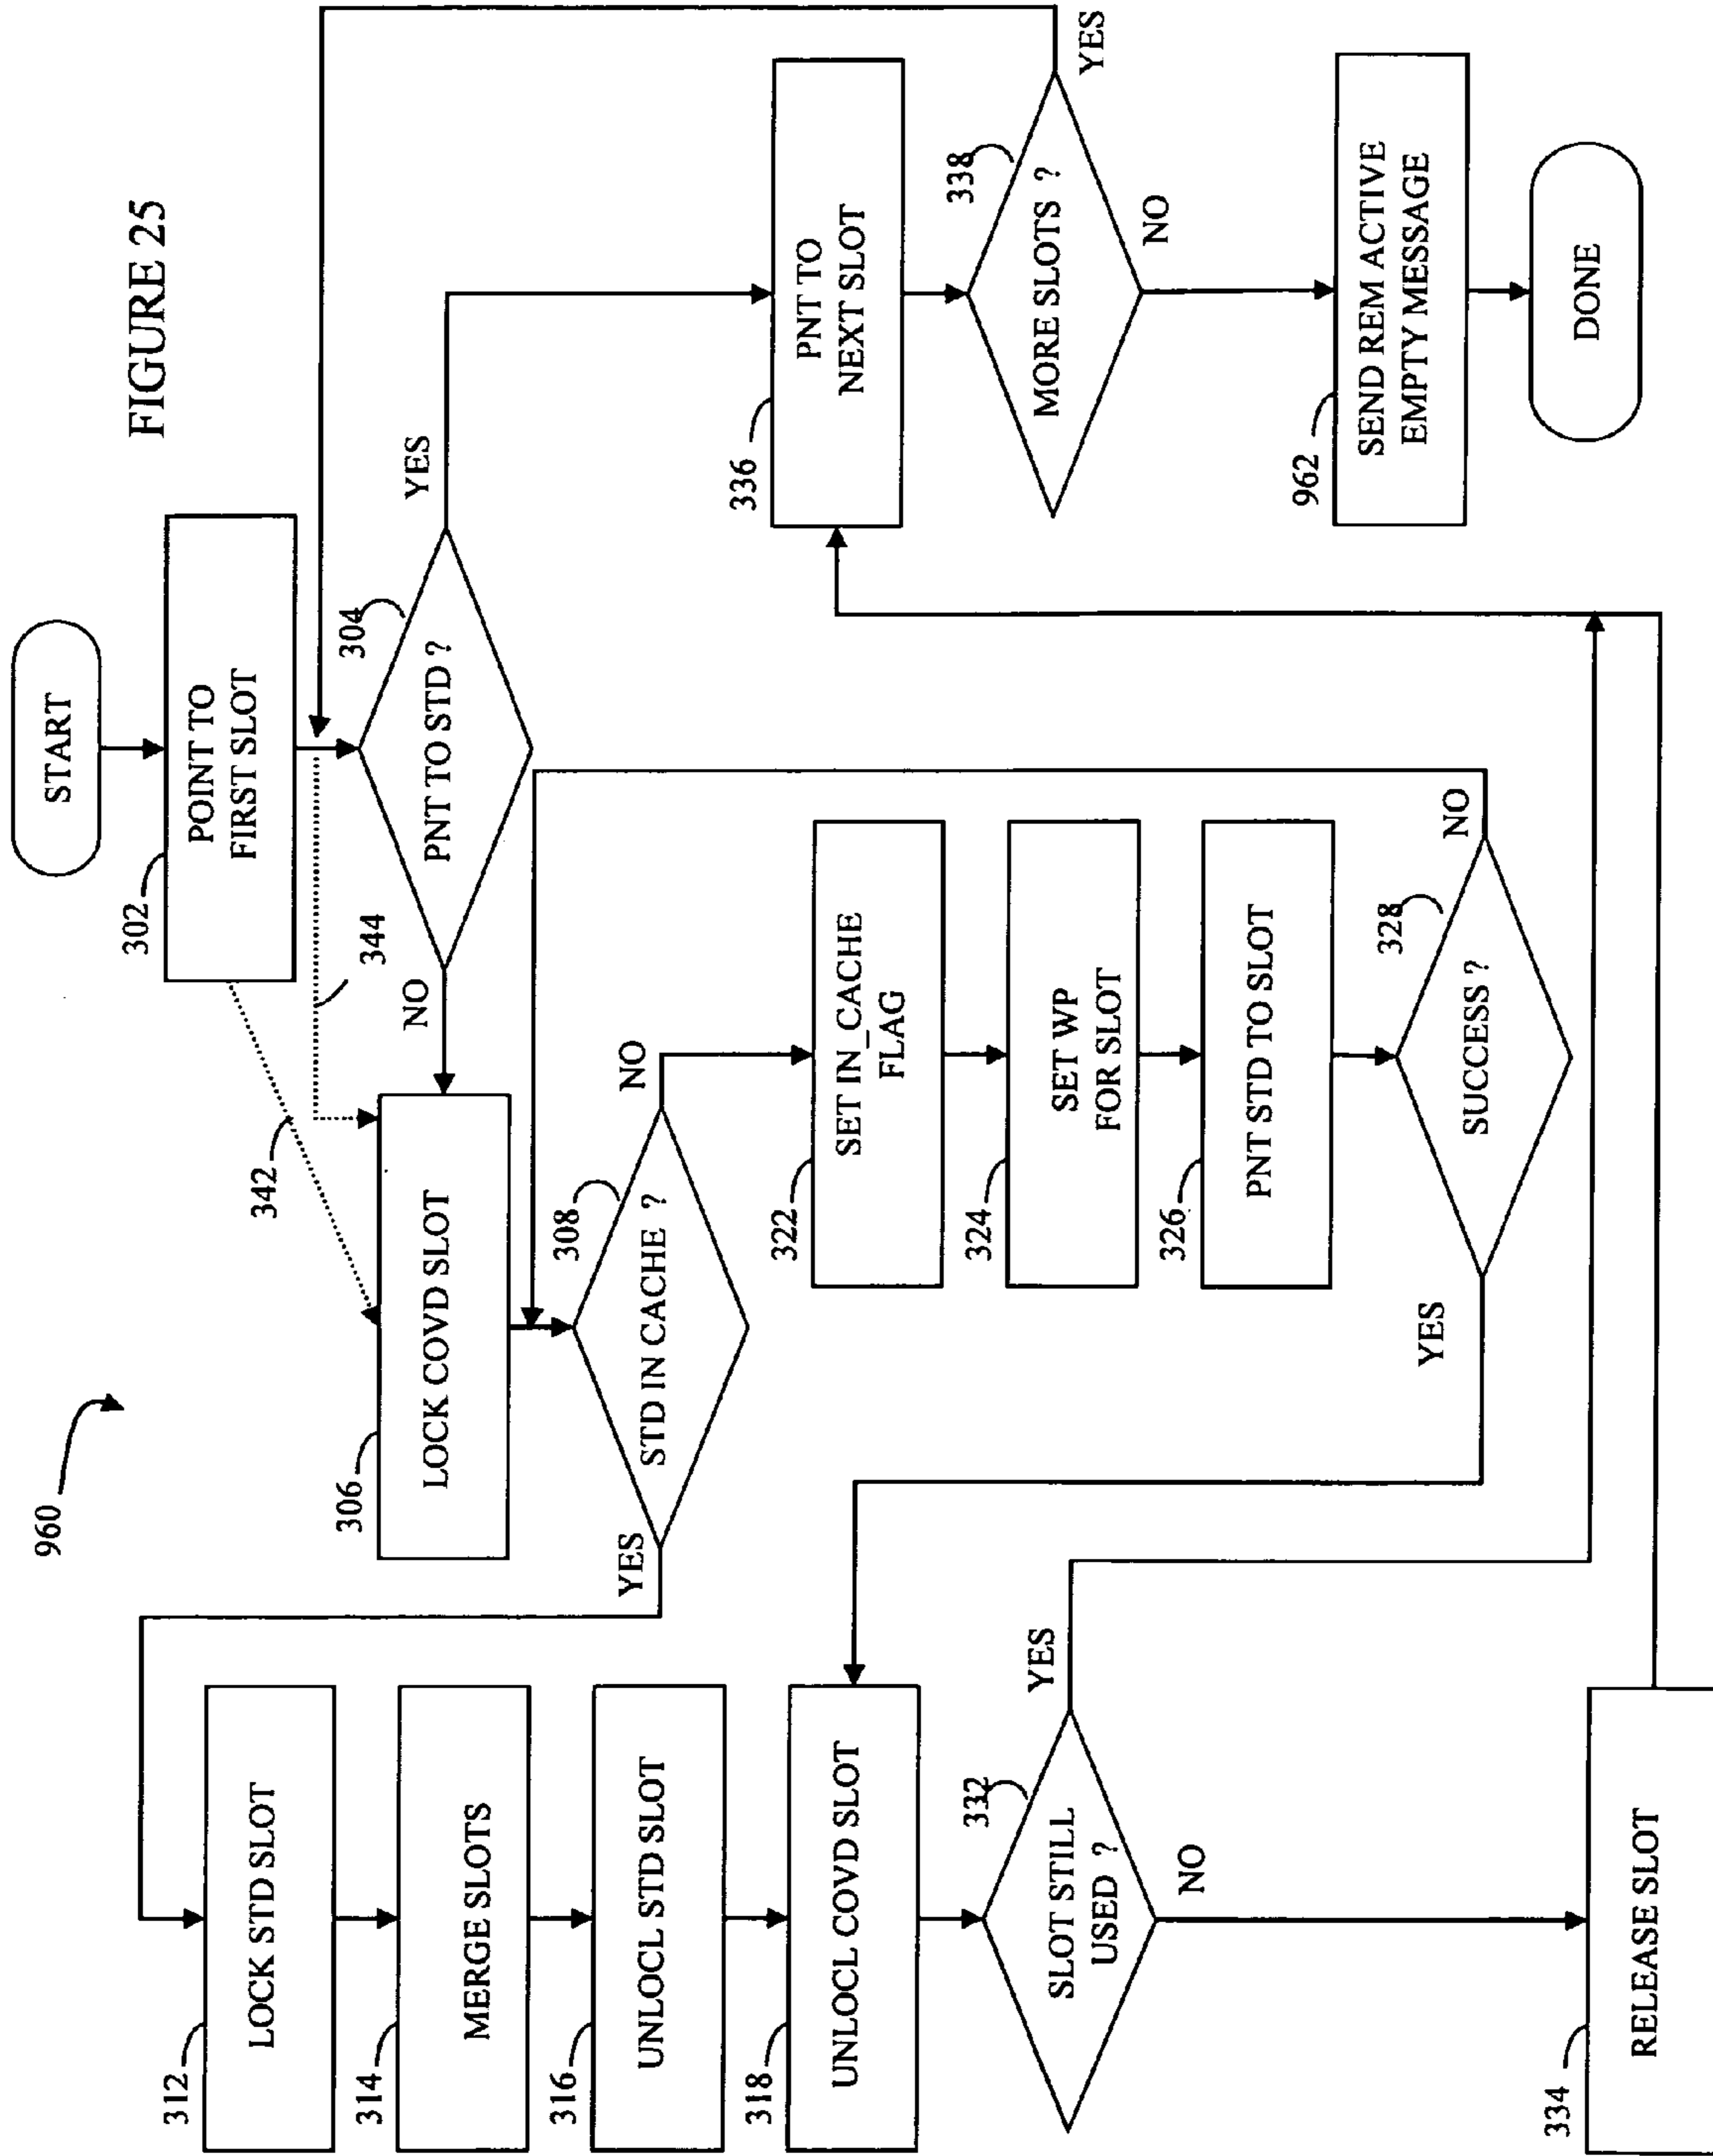 FIGURE 25
960
START
302
POINT TO
FIRST SLOT
304
PNT TO STD ?
YES
NO
342
344
306
LOCK COVD SLOT
308
STD IN CACHE ?
YES
NO
312
LOCK STD SLOT
314
MERGE SLOTS
316
UNLOCL STD SLOT
318
UNLOCL COVD SLOT
322
SET IN_CACHE
FLAG
324
SET WP
FOR SLOT
326
PNT STD TO SLOT
328
SUCCESS ?
YES
NO
332
SLOT STILL
USED ?
YES
NO
334
RELEASE SLOT
336
PNT TO
NEXT SLOT
338
MORE SLOTS ?
YES
NO
962
SEND REM ACTIVE
EMPTY MESSAGE
DONE